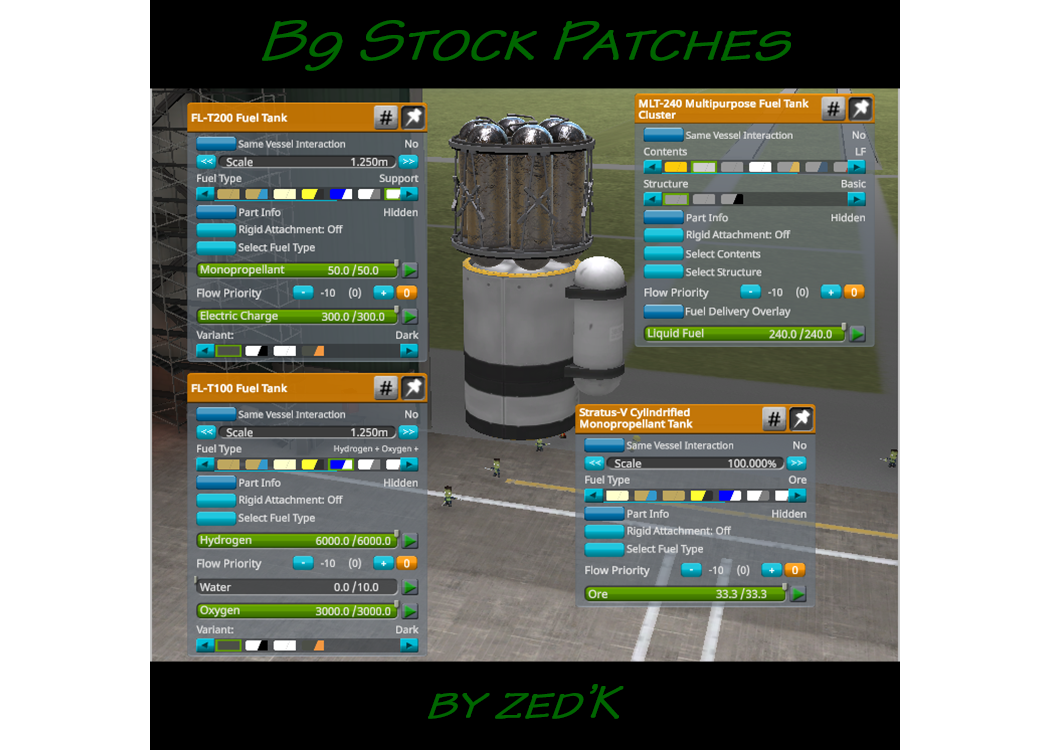 B9 Stock Patches
FL-T200 Fuel Tank
#
Same Vessel Interaction No
<< Scale 1.250m >>
Fuel Type Support
Part Info Hidden
Rigid Attachment: Off
Select Fuel Type
Monopropellant 50.0/50.0
Flow Priority - -10 (0) + 0
Electric Charge 300.0/300.0
Variant: Dark
MLT-240 Multipurpose Fuel Tank
Cluster
#
Same Vessel Interaction No
Contents LF
Structure Basic
Part Info Hidden
Rigid Attachment: Off
Select Contents
Select Structure
Flow Priority - -10 (0) + 0
Fuel Delivery Overlay
Liquid Fuel 240.0/240.0
FL-T100 Fuel Tank
#
Same Vessel Interaction No
<< Scale 1.250m >>
Fuel Type Hydrogen + Oxygen +
Part Info Hidden
Rigid Attachment: Off
Select Fuel Type
Hydrogen 6000.0/6000.0
Flow Priority - -10 (0) + 0
Water 0.0/10.0
Oxygen 3000.0/3000.0
Variant: Dark
Stratus-V Cylindrified
Monopropellant Tank
#
Same Vessel Interaction No
<< Scale 100.000% >>
Fuel Type Ore
Part Info Hidden
Rigid Attachment: Off
Select Fuel Type
Flow Priority - -10 (0) + 0
Ore 33.3/33.3
by zed'K